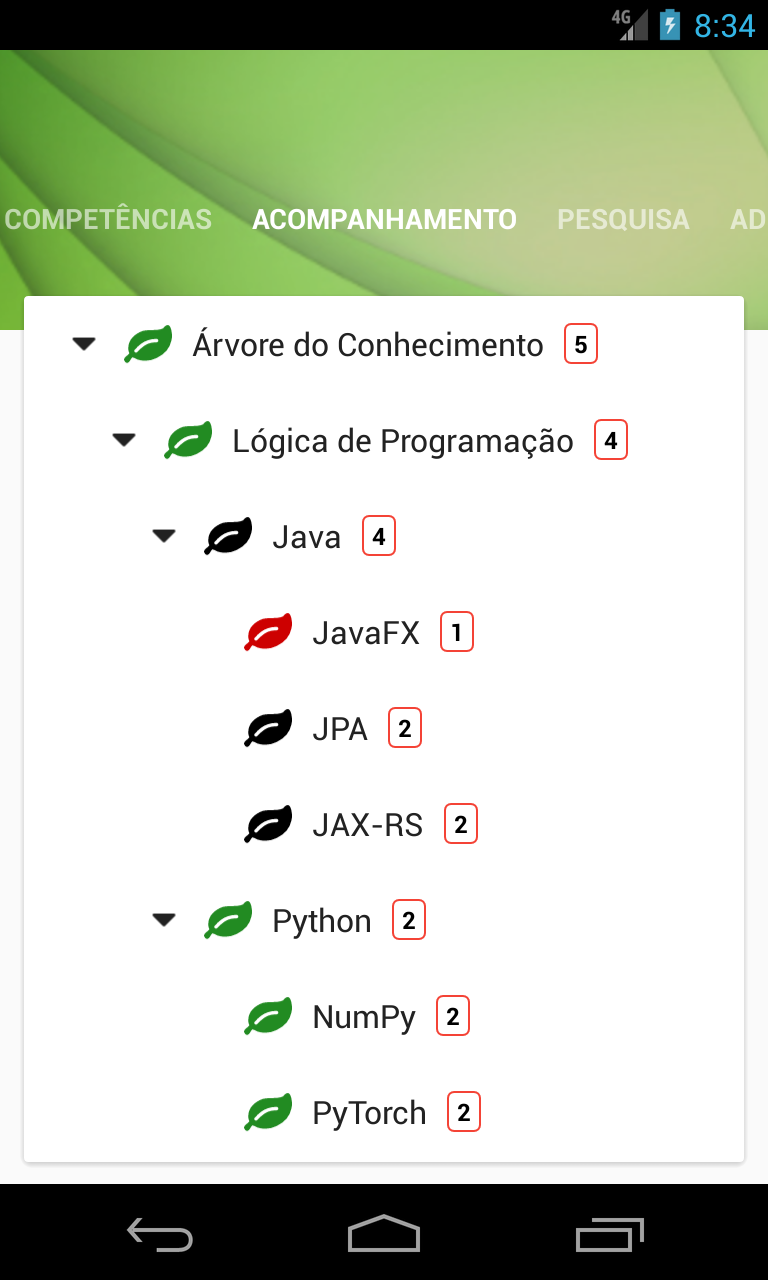 4G 8:34
COMPETÊNCIAS ACOMPANHAMENTO PESQUISA AD
Árvore do Conhecimento 5
Lógica de Programação 4
Java 4
JavaFX 1
JPA 2
JAX-RS 2
Python 2
NumPy 2
PyTorch 2